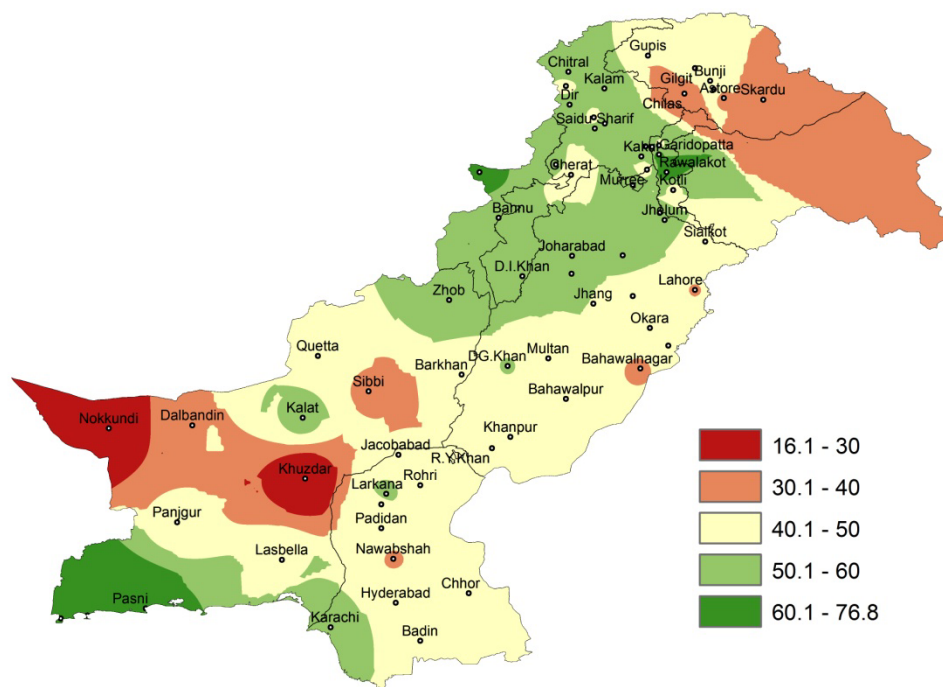 Gupis
Chitral
Kalam
Bunji
Gilgit
Astore
Skardu
Dir
Chilas
Saidu Sharif
Garidopatta
Rawalakot
Cherat
Murree
Kotli
Bannu
Jhelum
Sialkot
Joharabad
D.I.Khan
Lahore
Zhob
Jhang
Okara
Quetta
DG.Khan
Multan
Barkhan
Bahawalnagar
Sibbi
Bahawalpur
Kalat
Nokkundi
Dalbandin
Khanpur
Jacobabad
R.Y.Khan
Khuzdar
Rohri
Larkana
Panjgur
Padidan
Lasbella
Nawabshah
Chhor
Pasni
Hyderabad
Karachi
Badin
16.1 - 30
30.1 - 40
40.1 - 50
50.1 - 60
60.1 - 76.8